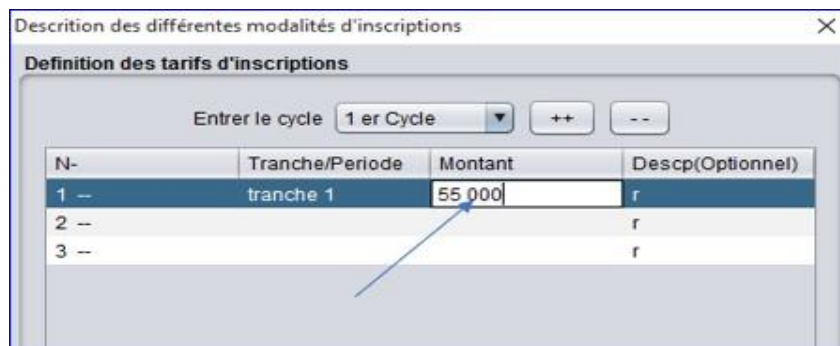 Descrition des différentes modalités d'inscriptions
Definition des tarifs d'inscriptions
Entrer le cycle 1 er Cycle ++ --
N- Tranche/Periode Montant Descp(Optionnel)
1 -- tranche 1 55 000 r
2 -- r
3 -- r